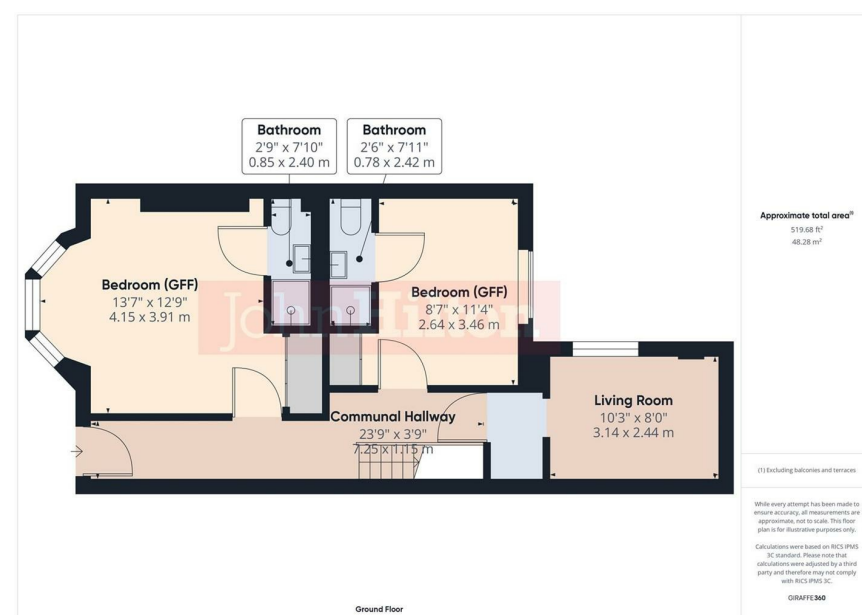 Bathroom
2'9" x 7'10"
0.85 x 2.40 m
Bathroom
2'6" x 7'11"
0.78 x 2.42 m
Bedroom (GFF)
13'7" x 12'9"
4.15 x 3.91 m
Bedroom (GFF)
8'7" x 11'4"
2.64 x 3.46 m
John Hilton
Living Room
10'3" x 8'0"
3.14 x 2.44 m
Communal Hallway
23'9" x 3'9"
7.25 x 1.15 m
Ground Floor
Approximate total area(1)
519.68 ft²
48.28 m²
(1) Excluding balconies and terraces
While every attempt has been made to
ensure accuracy, all measurements are
approximate, not to scale. This floor
plan is for illustrative purposes only.
Calculations were based on RICS IPMS
3C standard. Please note that
calculations were adjusted by a third
party and therefore may not comply
with RICS IPMS 3C.
GIRAFFE360